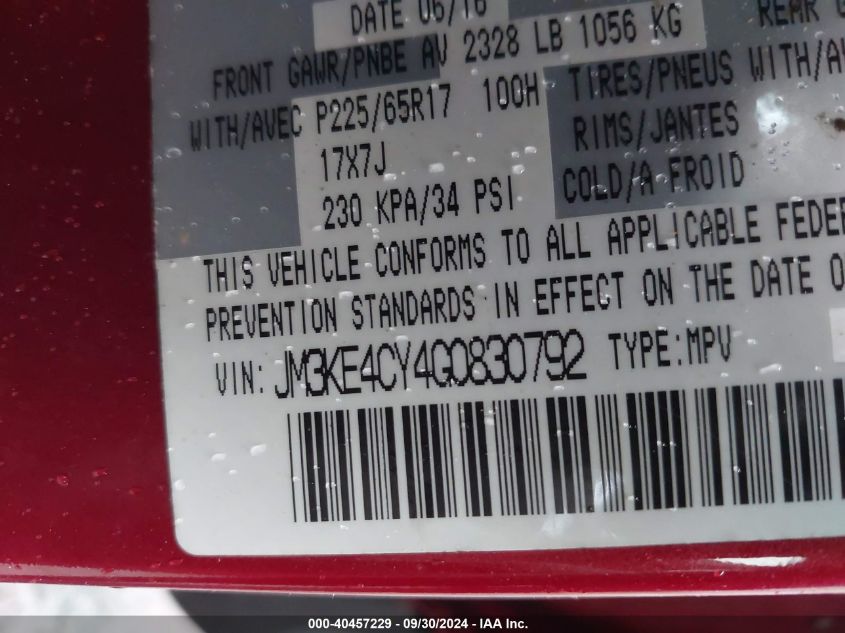 DATE 06/16
FRONT GAWR/PNBE AV 2328 LB 1056 KG REAR
WITH/AVEC P225/65R17 100H TIRES/PNEUS WITH/AV
17X7J RIMS/JANTES
230 KPA/34 PSI COLD/A FROID
THIS VEHICLE CONFORMS TO ALL APPLICABLE FEDER
PREVENTION STANDARDS IN EFFECT ON THE DATE O
VIN: JM3KE4CY4G0830792 TYPE:MPV
000-40457229 - 09/30/2024 - IAA Inc.